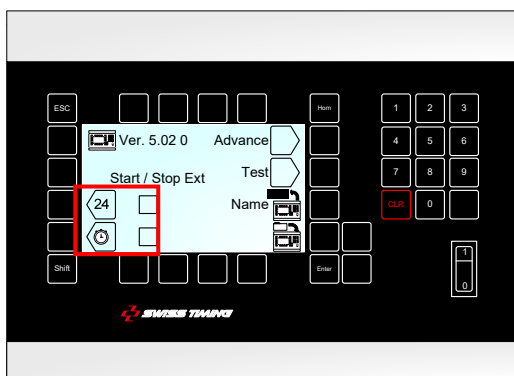 ESC
Horn
1 2 3
Ver. 5.02 0 Advance
4 5 6
Start / Stop Ext Test
7 8 9
24 Name
CLR 0
Shift
Enter
1
0
SWISS TIMING